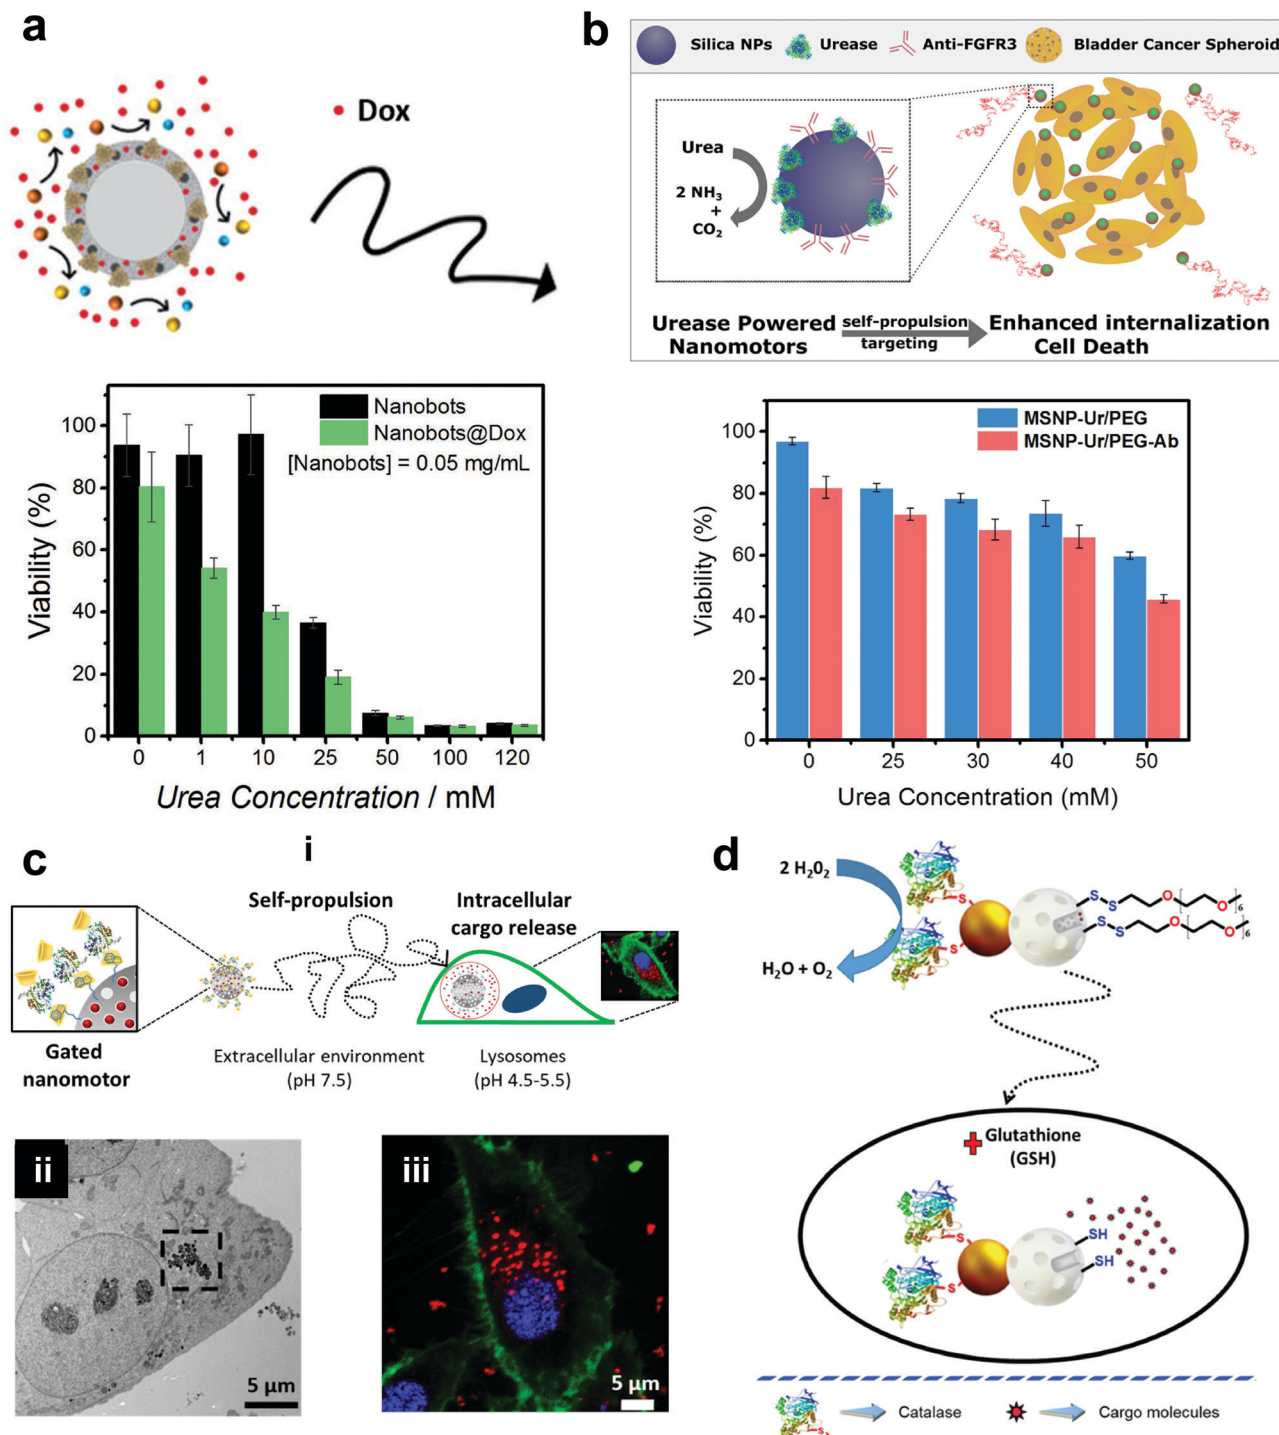 a
Dox
Nanobots
Nanobots@Dox
[Nanobots] = 0.05 mg/mL
Viability (%)
100
80
60
40
20
0
0 1 10 25 50 100 120
Urea Concentration / mM
b
Silica NPs Urease Anti-FGFR3 Bladder Cancer Spheroid
Urea
2 NH₃
+
CO₂
Urease Powered
Nanomotors
self-propulsion
targeting
Enhanced internalization
Cell Death
MSNP-Ur/PEG
MSNP-Ur/PEG-Ab
Viability (%)
100
80
60
40
20
0
0 25 30 40 50
Urea Concentration (mM)
c
i
Self-propulsion
Intracellular
cargo release
Gated
nanomotor
Extracellular environment
(pH 7.5)
Lysosomes
(pH 4.5-5.5)
ii
5 µm
iii
5 µm
d
2 H₂0₂
H₂O + O₂
S
S
S S O O 6
S S O O 6
Glutathione
(GSH)
S
S
SH
SH
Catalase Cargo molecules